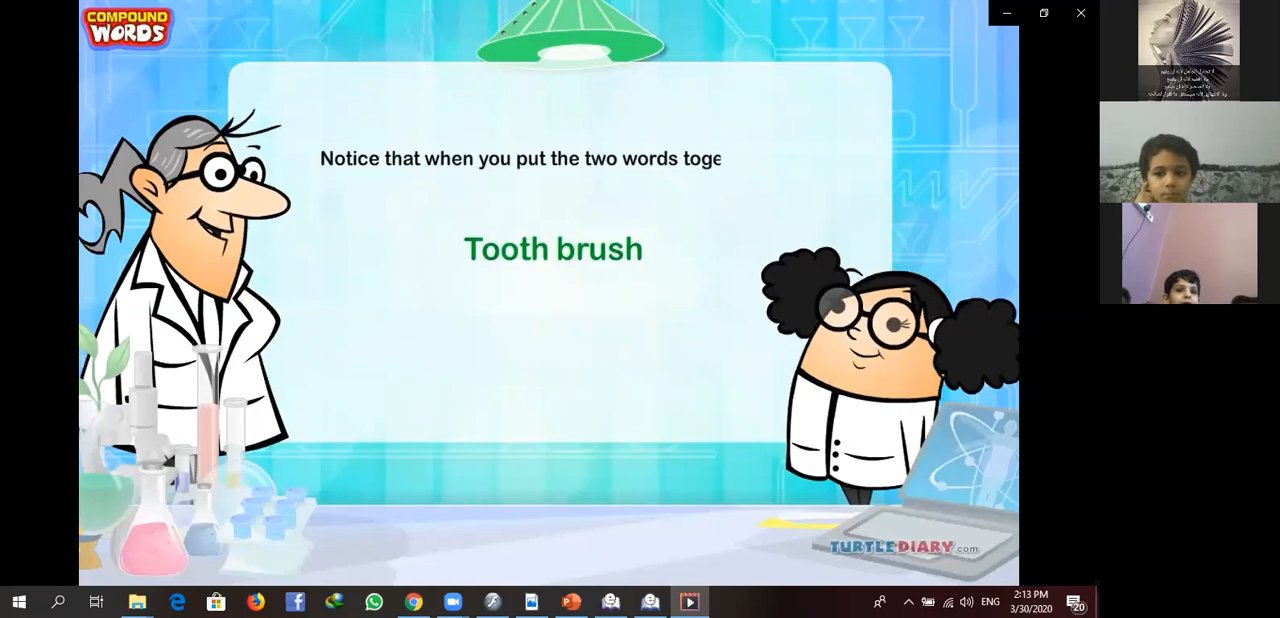 COMPOUND
WORDS
Notice that when you put the two words toge
Tooth brush
TURTLEDIARY.com
ENG
2:13 PM
3/30/2020
20